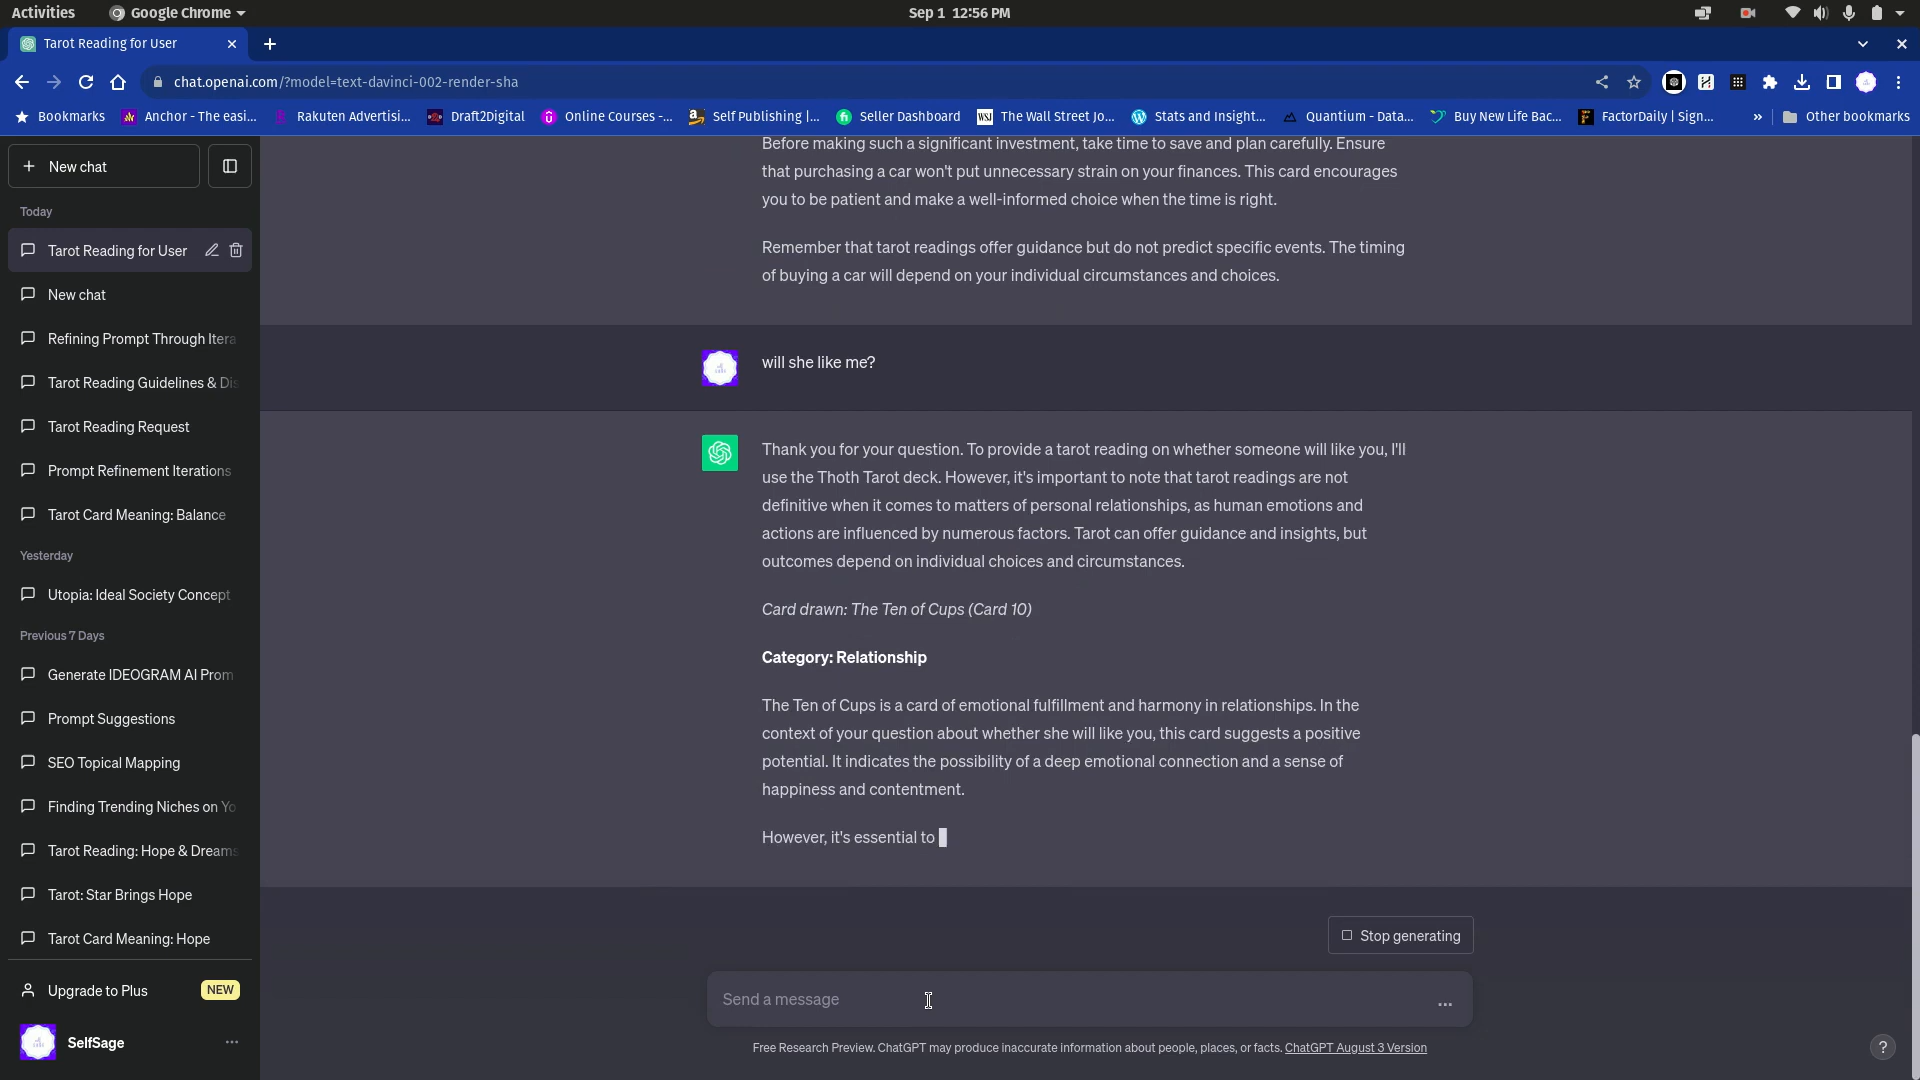 Activities
Google Chrome
Sep 1 12:56 PM
Tarot Reading for User
chat.openai.com/?model=text-davinci-002-render-sha
Bookmarks
Anchor - The easi...
Rakuten Advertisi...
Draft2Digital
Online Courses -...
Self Publishing |...
Seller Dashboard
WSJ
The Wall Street Jo...
Stats and Insight...
Quantium - Data...
Buy New Life Bac...
FactorDaily | Sign...
»
Other bookmarks
New chat
Today
Tarot Reading for User
New chat
Refining Prompt Through Itera
Tarot Reading Guidelines & Dis
Tarot Reading Request
Prompt Refinement Iterations
Tarot Card Meaning: Balance
Yesterday
Utopia: Ideal Society Concept
Previous 7 Days
Generate IDEOGRAM AI Prom
Prompt Suggestions
SEO Topical Mapping
Finding Trending Niches on Yo
Tarot Reading: Hope & Dreams
Tarot: Star Brings Hope
Tarot Card Meaning: Hope
Upgrade to Plus
NEW
SelfSage
Before making such a significant investment, take time to save and plan carefully. Ensure
that purchasing a car won't put unnecessary strain on your finances. This card encourages
you to be patient and make a well-informed choice when the time is right.
Remember that tarot readings offer guidance but do not predict specific events. The timing
of buying a car will depend on your individual circumstances and choices.
will she like me?
Thank you for your question. To provide a tarot reading on whether someone will like you, I'll
use the Thoth Tarot deck. However, it's important to note that tarot readings are not
definitive when it comes to matters of personal relationships, as human emotions and
actions are influenced by numerous factors. Tarot can offer guidance and insights, but
outcomes depend on individual choices and circumstances.
Card drawn: The Ten of Cups (Card 10)
Category: Relationship
The Ten of Cups is a card of emotional fulfillment and harmony in relationships. In the
context of your question about whether she will like you, this card suggests a positive
potential. It indicates the possibility of a deep emotional connection and a sense of
happiness and contentment.
However, it's essential to
Stop generating
Send a message
Free Research Preview. ChatGPT may produce inaccurate information about people, places, or facts. ChatGPT August 3 Version
?